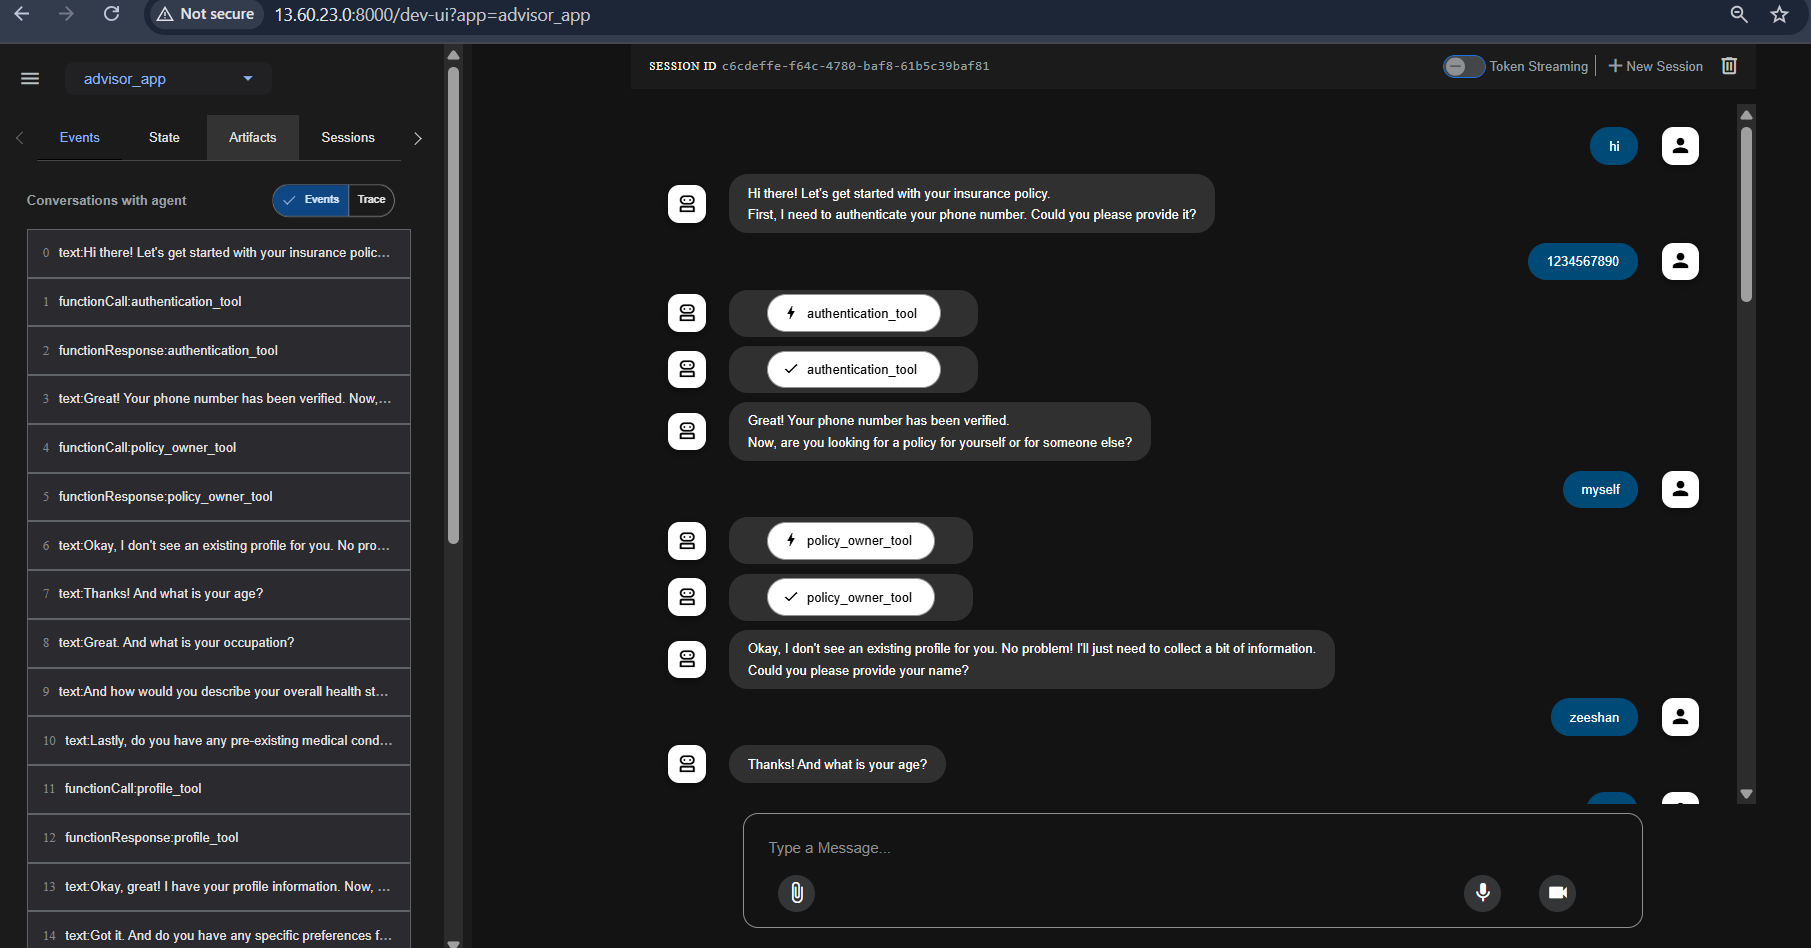 Not secure 13.60.23.0:8000/dev-ui?app=advisor_app
advisor_app
Events State Artifacts Sessions
Conversations with agent
Events Trace
0 text:Hi there! Let's get started with your insurance polic...
1 functionCall:authentication_tool
2 functionResponse:authentication_tool
3 text:Great! Your phone number has been verified. Now,...
4 functionCall:policy_owner_tool
5 functionResponse:policy_owner_tool
6 text:Okay, I don't see an existing profile for you. No pro...
7 text:Thanks! And what is your age?
8 text:Great. And what is your occupation?
9 text:And how would you describe your overall health st...
10 text:Lastly, do you have any pre-existing medical cond...
11 functionCall:profile_tool
12 functionResponse:profile_tool
13 text:Okay, great! I have your profile information. Now, ...
14 text:Got it. And do you have any specific preferences f...
SESSION ID c6cdeffe-f64c-4780-baf8-61b5c39baf81
Token Streaming
New Session
hi
Hi there! Let's get started with your insurance policy.
First, I need to authenticate your phone number. Could you please provide it?
1234567890
authentication_tool
authentication_tool
Great! Your phone number has been verified.
Now, are you looking for a policy for yourself or for someone else?
myself
policy_owner_tool
policy_owner_tool
Okay, I don't see an existing profile for you. No problem! I'll just need to collect a bit of information.
Could you please provide your name?
zeeshan
Thanks! And what is your age?
Type a Message...